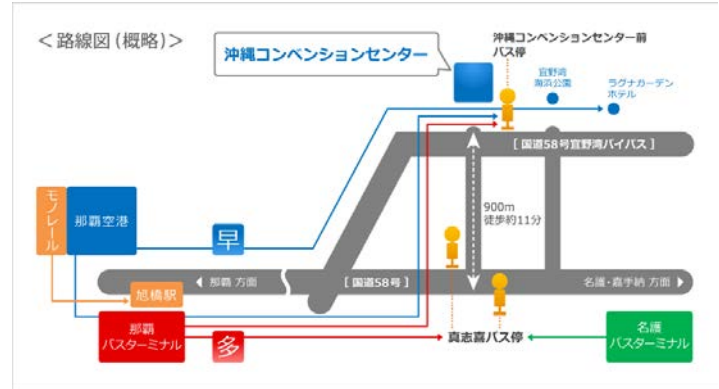 ＜路線図(概略)＞
沖縄コンベンションセンター
沖縄コンベンションセンター前
バス停
宜野湾
海浜公園
ラグナガーデン
ホテル
[ 国道58号宜野湾バイパス ]
モノレール
那覇空港
早
900m
徒歩約11分
那覇 方面
[ 国道58号 ]
名護・嘉手納 方面
旭橋駅
那覇
バスターミナル
多
真志喜バス停
名護
バスターミナル